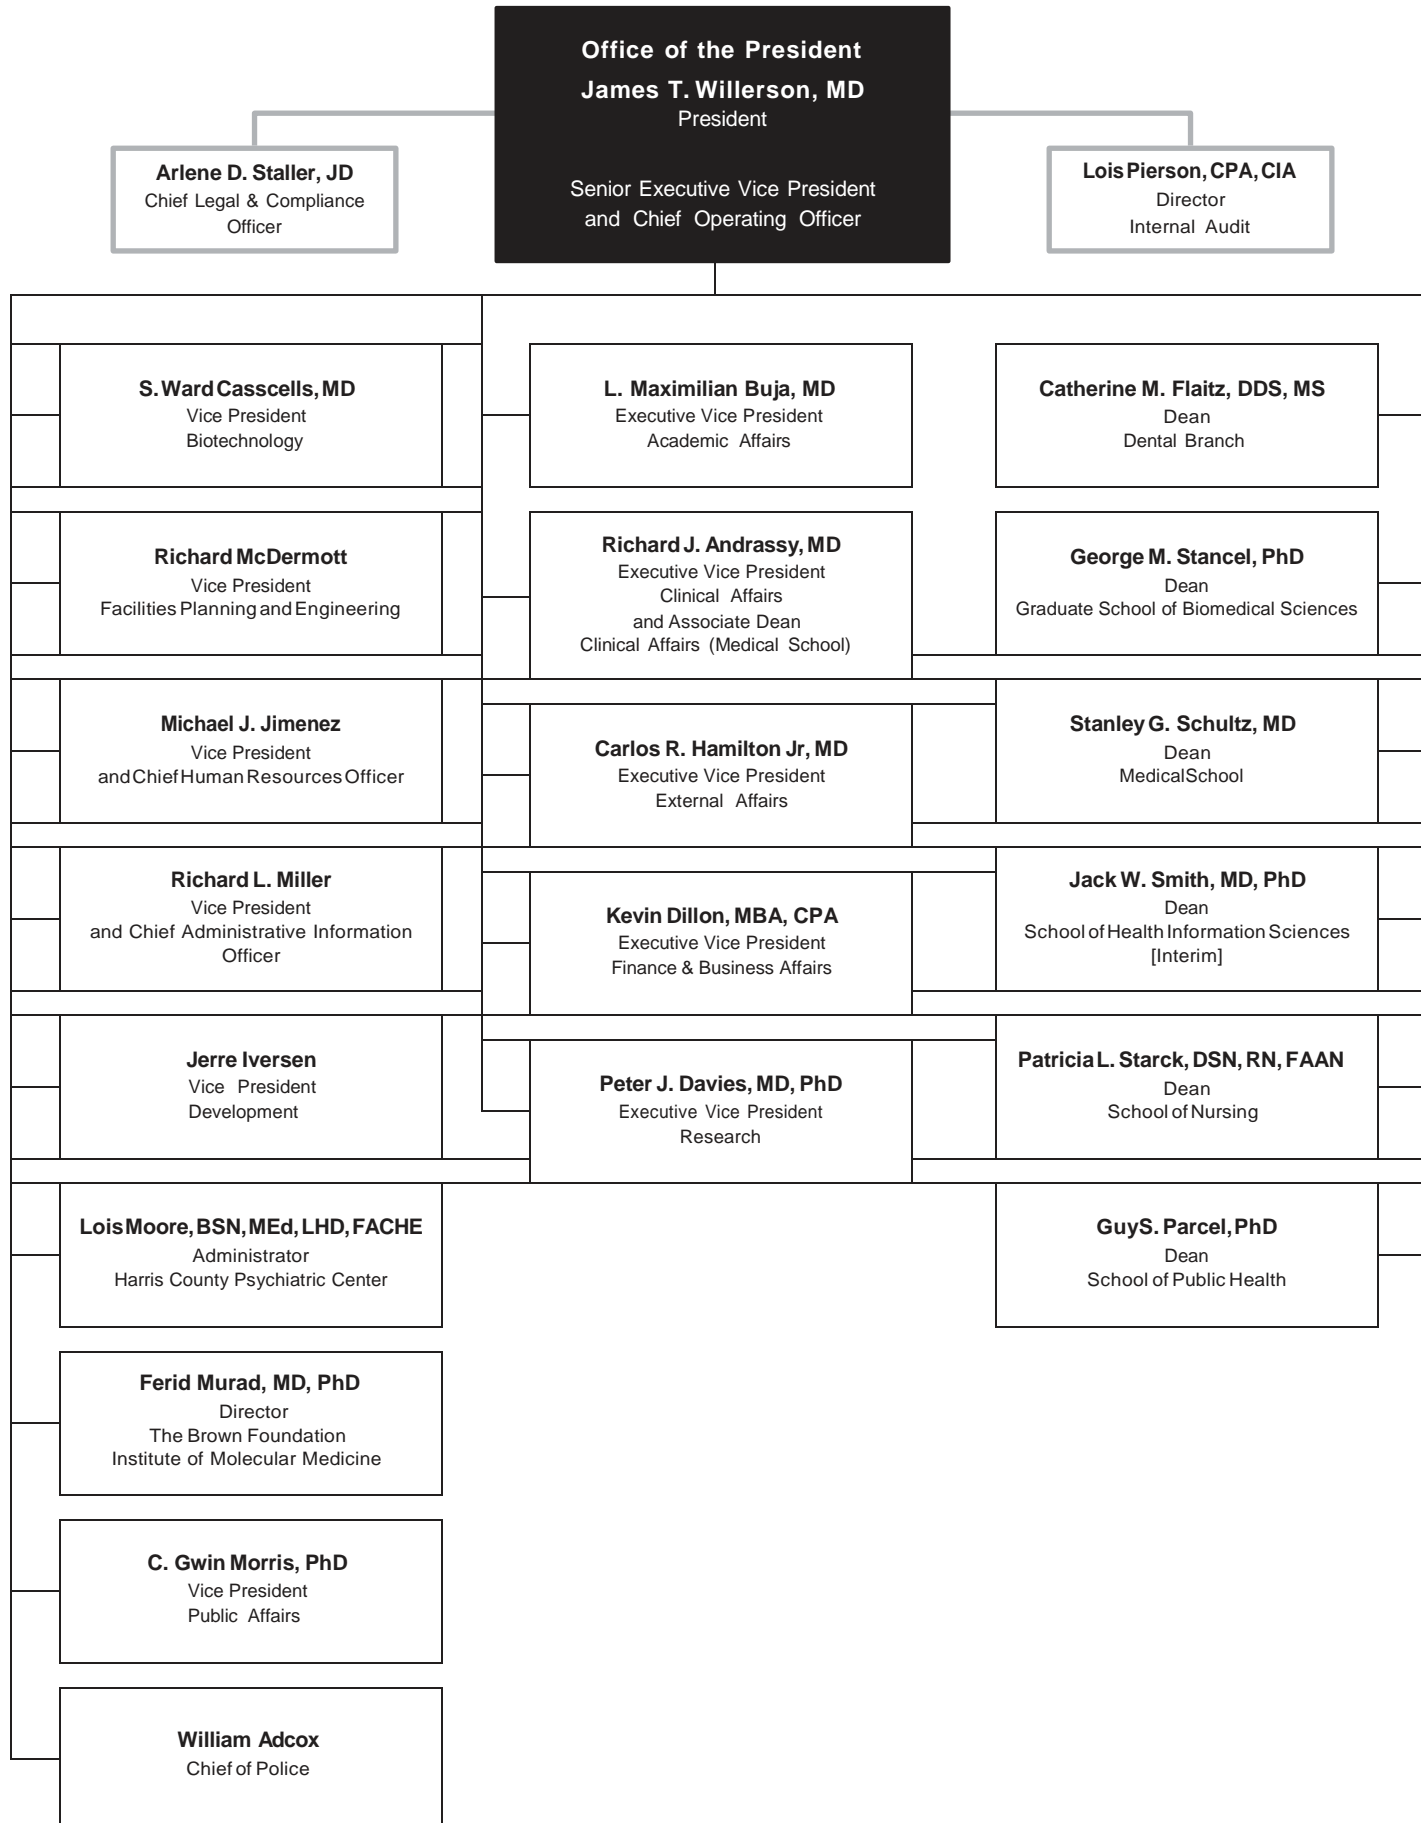 Office of the President
James T. Willerson, MD
President
Senior Executive Vice President
and Chief Operating Officer
Arlene D. Staller, JD
Chief Legal & Compliance
Officer
Lois Pierson, CPA, CIA
Director
Internal Audit
S. Ward Casscells, MD
Vice President
Biotechnology
Richard McDermott
Vice President
Facilities Planning and Engineering
Michael J. Jimenez
Vice President
and Chief Human Resources Officer
Richard L. Miller
Vice President
and Chief Administrative Information
Officer
Jerre Iversen
Vice President
Development
Lois Moore, BSN, MEd, LHD, FACHE
Administrator
Harris County Psychiatric Center
Ferid Murad, MD, PhD
Director
The Brown Foundation
Institute of Molecular Medicine
C. Gwin Morris, PhD
Vice President
Public Affairs
William Adcox
Chief of Police
L. Maximilian Buja, MD
Executive Vice President
Academic Affairs
Richard J. Andrassy, MD
Executive Vice President
Clinical Affairs
and Associate Dean
Clinical Affairs (Medical School)
Carlos R. Hamilton Jr, MD
Executive Vice President
External Affairs
Kevin Dillon, MBA, CPA
Executive Vice President
Finance & Business Affairs
Peter J. Davies, MD, PhD
Executive Vice President
Research
Catherine M. Flaitz, DDS, MS
Dean
Dental Branch
George M. Stancel, PhD
Dean
Graduate School of Biomedical Sciences
Stanley G. Schultz, MD
Dean
Medical School
Jack W. Smith, MD, PhD
Dean
School of Health Information Sciences
[Interim]
Patricia L. Starck, DSN, RN, FAAN
Dean
School of Nursing
Guy S. Parcel, PhD
Dean
School of Public Health